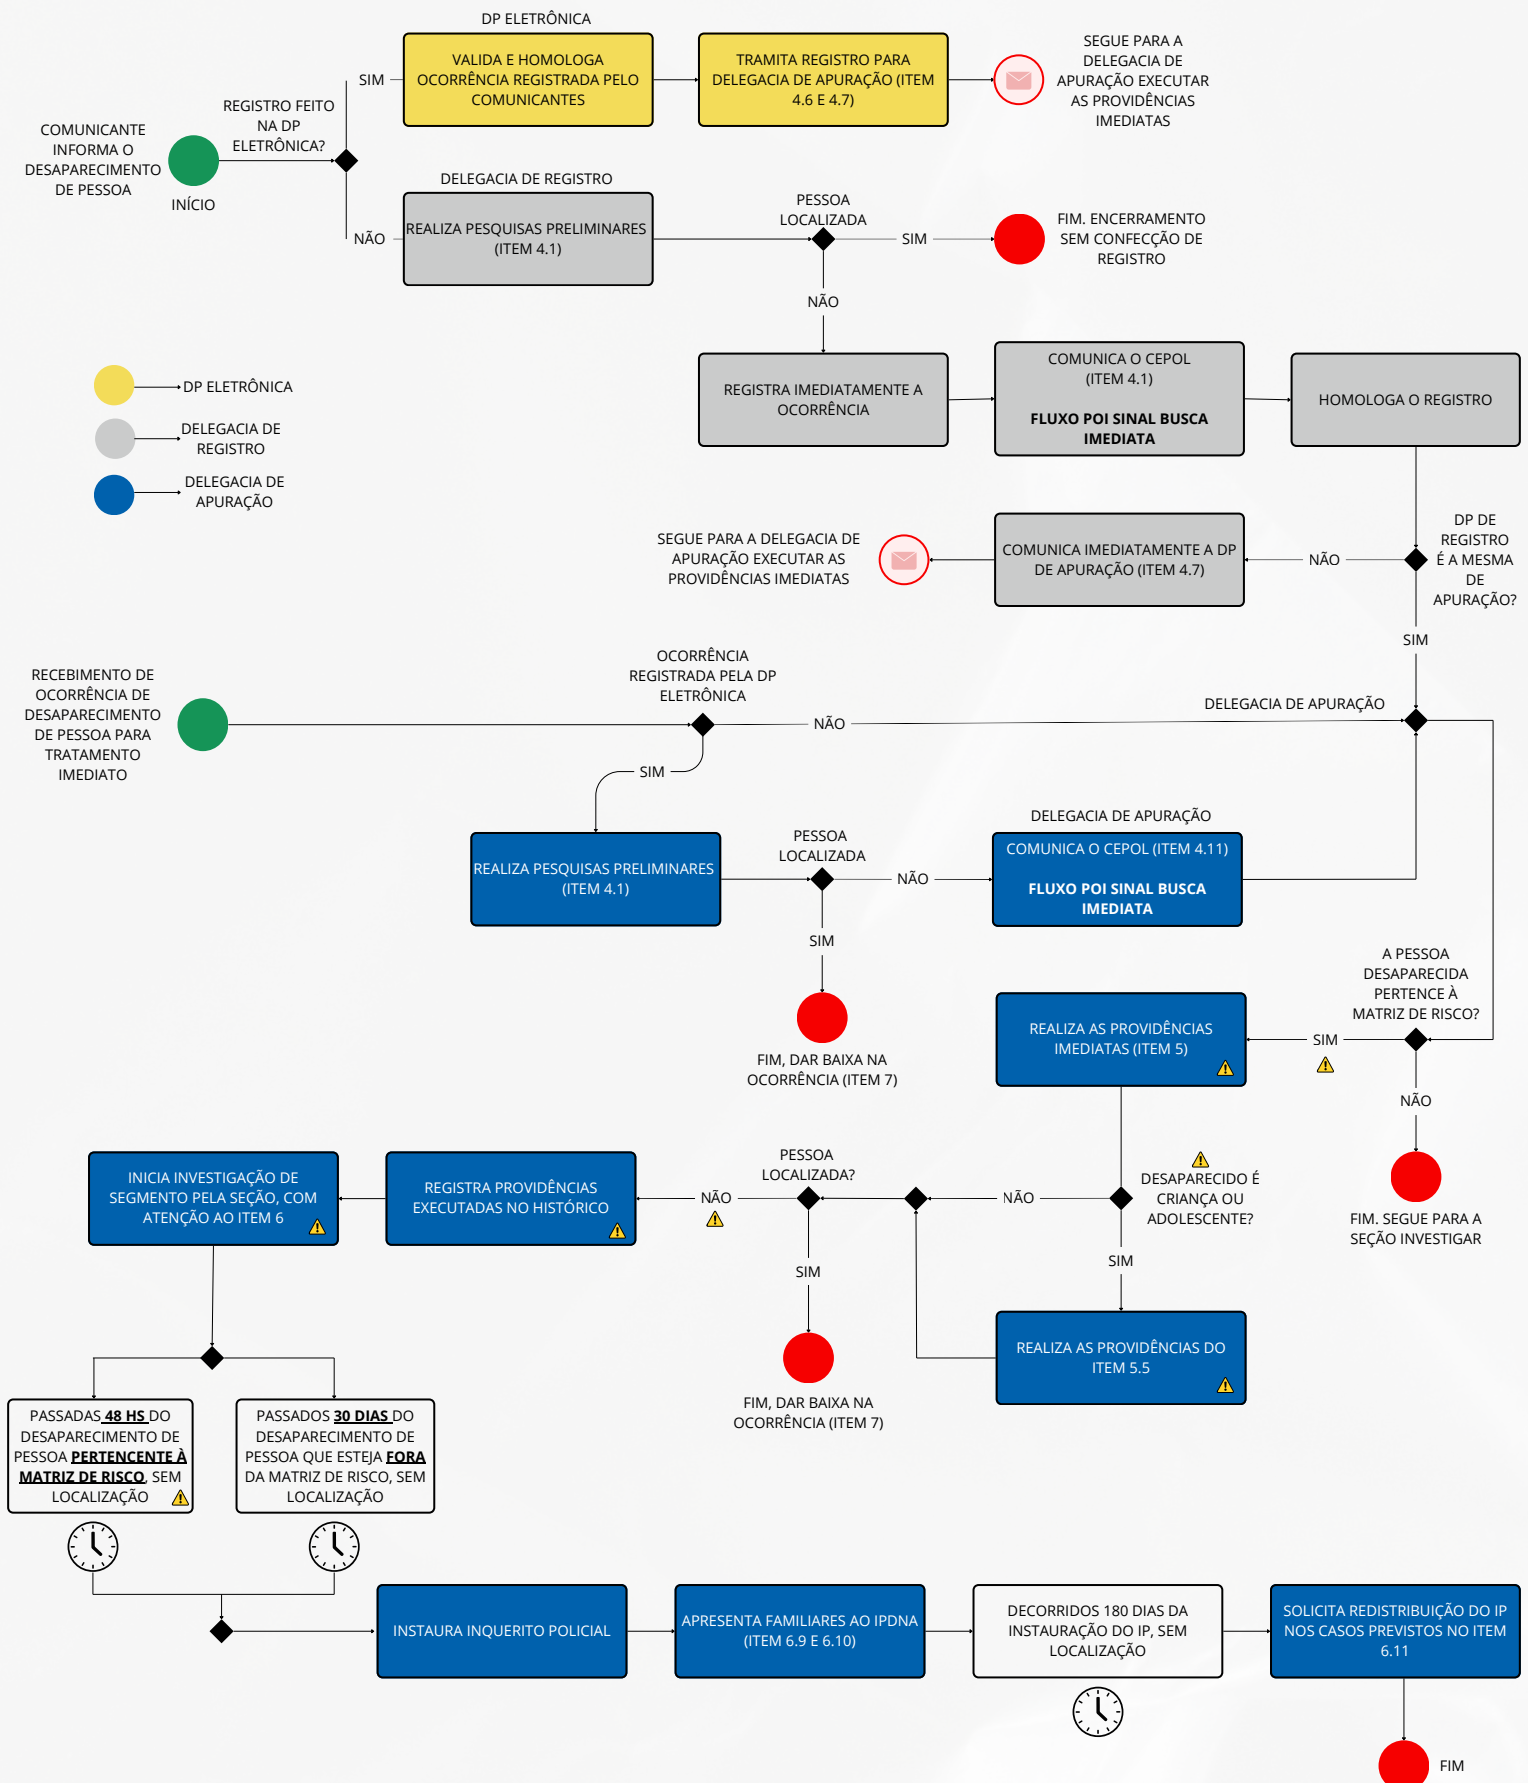 DP ELETRÔNICA
VALIDA E HOMOLOGA
OCORRÊNCIA REGISTRADA PELO
COMUNICANTES
TRAMITA REGISTRO PARA
DELEGACIA DE APURAÇÃO (ITEM
4.6 E 4.7)
SEGUE PARA A
DELEGACIA DE
APURAÇÃO EXECUTAR
AS PROVIDÊNCIAS
IMEDIATAS
SIM
REGISTRO FEITO
NA DP
ELETRÔNICA?
COMUNICANTE
INFORMA O
DESAPARECIMENTO
DE PESSOA
INÍCIO
NÃO
DELEGACIA DE REGISTRO
REALIZA PESQUISAS PRELIMINARES
(ITEM 4.1)
PESSOA
LOCALIZADA
SIM
FIM. ENCERRAMENTO
SEM CONFECÇÃO DE
REGISTRO
NÃO
REGISTRA IMEDIATAMENTE A
OCORRÊNCIA
COMUNICA O CEPOL
(ITEM 4.1)
FLUXO POI SINAL BUSCA
IMEDIATA
HOMOLOGA O REGISTRO
DP ELETRÔNICA
DELEGACIA DE
REGISTRO
DELEGACIA DE
APURAÇÃO
DP DE
REGISTRO
É A MESMA
DE
APURAÇÃO?
NÃO
COMUNICA IMEDIATAMENTE A DP
DE APURAÇÃO (ITEM 4.7)
SEGUE PARA A DELEGACIA DE
APURAÇÃO EXECUTAR AS
PROVIDÊNCIAS IMEDIATAS
SIM
RECEBIMENTO DE
OCORRÊNCIA DE
DESAPARECIMENTO
DE PESSOA PARA
TRATAMENTO
IMEDIATO
OCORRÊNCIA
REGISTRADA PELA DP
ELETRÔNICA
NÃO
DELEGACIA DE APURAÇÃO
SIM
REALIZA PESQUISAS PRELIMINARES
(ITEM 4.1)
PESSOA
LOCALIZADA
NÃO
DELEGACIA DE APURAÇÃO
COMUNICA O CEPOL (ITEM 4.11)
FLUXO POI SINAL BUSCA
IMEDIATA
SIM
FIM, DAR BAIXA NA
OCORRÊNCIA (ITEM 7)
A PESSOA
DESAPARECIDA
PERTENCE À
MATRIZ DE RISCO?
SIM
REALIZA AS PROVIDÊNCIAS
IMEDIATAS (ITEM 5)
NÃO
FIM. SEGUE PARA A
SEÇÃO INVESTIGAR
DESAPARECIDO É
CRIANÇA OU
ADOLESCENTE?
NÃO
SIM
REALIZA AS PROVIDÊNCIAS DO
ITEM 5.5
PESSOA
LOCALIZADA?
NÃO
SIM
FIM, DAR BAIXA NA
OCORRÊNCIA (ITEM 7)
REGISTRA PROVIDÊNCIAS
EXECUTADAS NO HISTÓRICO
INICIA INVESTIGAÇÃO DE
SEGMENTO PELA SEÇÃO, COM
ATENÇÃO AO ITEM 6
PASSADAS 48 HS DO
DESAPARECIMENTO DE
PESSOA PERTENCENTE À
MATRIZ DE RISCO, SEM
LOCALIZAÇÃO
PASSADOS 30 DIAS DO
DESAPARECIMENTO DE
PESSOA QUE ESTEJA FORA
DA MATRIZ DE RISCO, SEM
LOCALIZAÇÃO
INSTAURA INQUERITO POLICIAL
APRESENTA FAMILIARES AO IPDNA
(ITEM 6.9 E 6.10)
DECORRIDOS 180 DIAS DA
INSTAURAÇÃO DO IP, SEM
LOCALIZAÇÃO
SOLICITA REDISTRIBUIÇÃO DO IP
NOS CASOS PREVISTOS NO ITEM
6.11
FIM